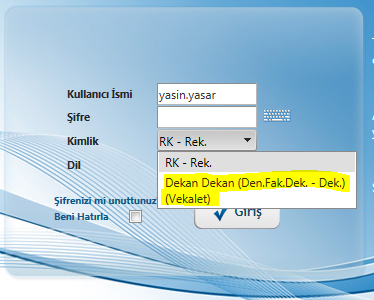 Kullanıcı İsmi
yasin.yasar
Şifre
Kimlik
RK - Rek.
RK - Rek.
Dil
Dekan Dekan (Den.Fak.Dek. - Dek.)
(Vekalet)
Şifrenizi mi unuttunuz
Beni Hatırla
Giriş